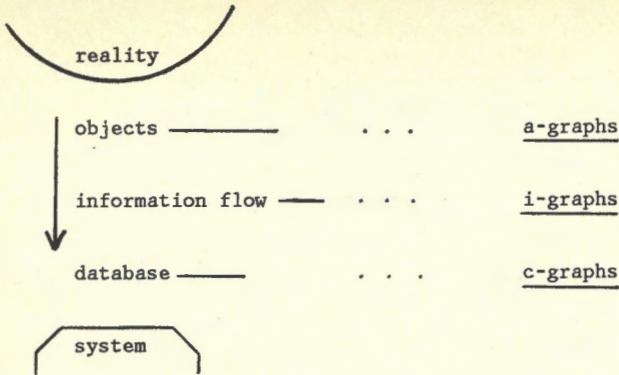 reality
objects . . . a-graphs
information flow . . . i-graphs
database . . . c-graphs
system